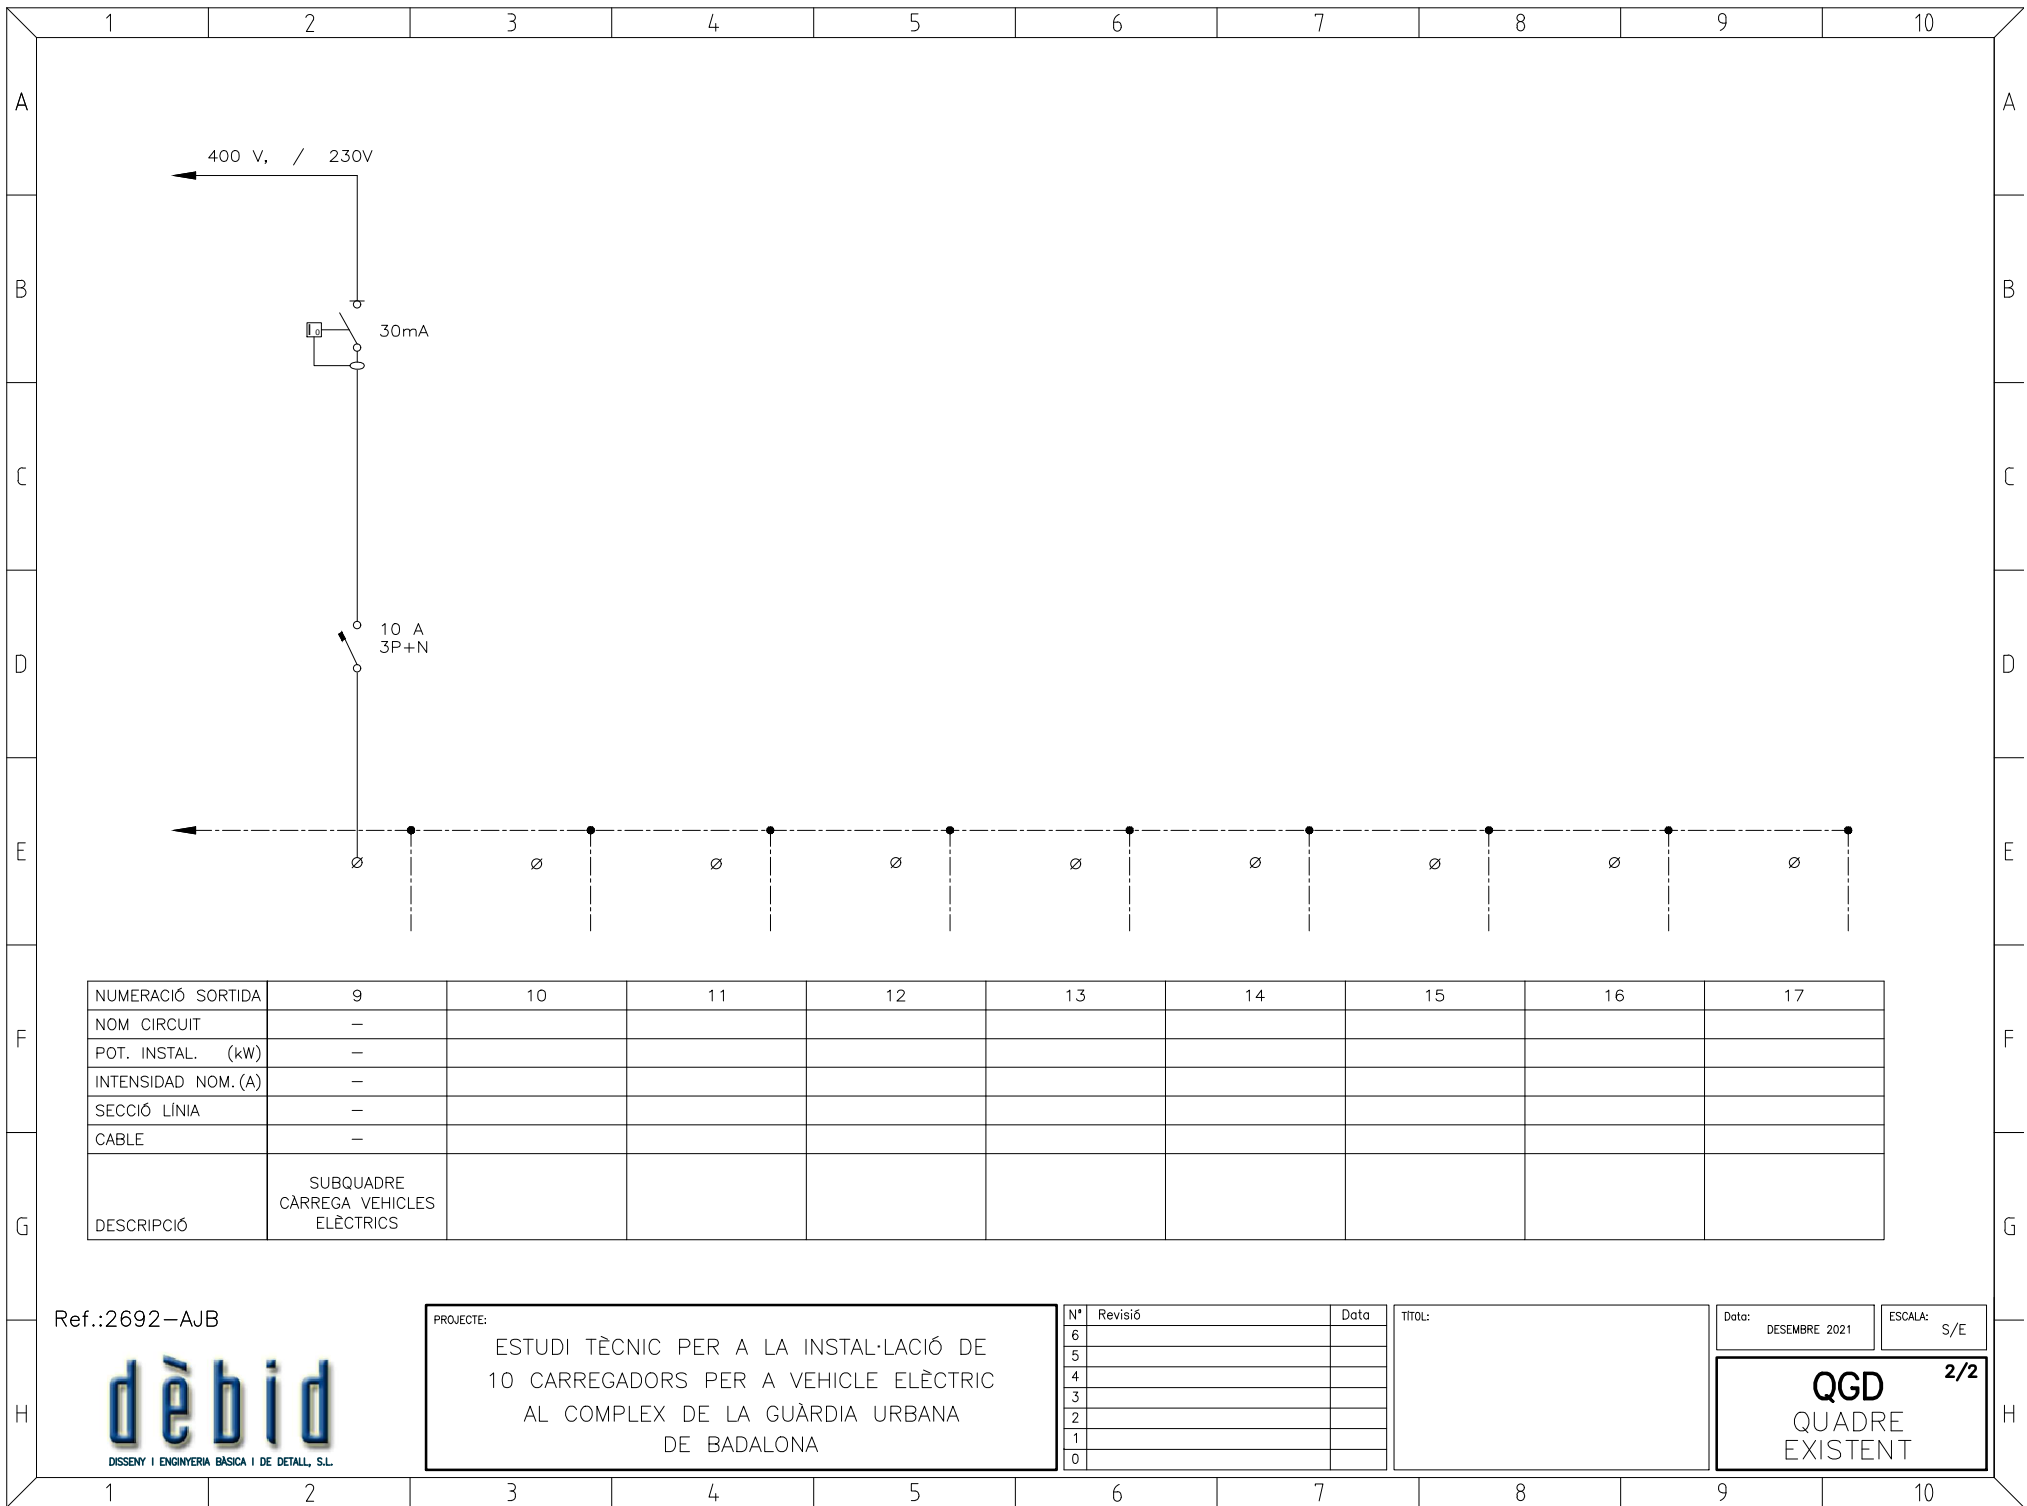 1 2 3 4 5 6 7 8 9 10
A A
400 V, / 230V
B B
I 0 30mA
C C
10 A
3P+N
D D
E E
Ø Ø Ø Ø Ø Ø Ø Ø Ø
NUMERACIÓ SORTIDA 9 10 11 12 13 14 15 16 17
NOM CIRCUIT –
F F
POT. INSTAL. (kW) –
INTENSIDAD NOM.(A) –
SECCIÓ LÍNIA –
CABLE –
SUBQUADRE
CÀRREGA VEHICLES
ELÈCTRICS
DESCRIPCIÓ
G G
Ref.:2692-AJB
dèbid
DISSENY I ENGINYERIA BÀSICA I DE DETALL, S.L.
PROJECTE:
ESTUDI TÈCNIC PER A LA INSTAL·LACIÓ DE
10 CARREGADORS PER A VEHICLE ELÈCTRIC
AL COMPLEX DE LA GUÀRDIA URBANA
DE BADALONA
Nº Revisió Data
6
5
4
3
2
1
0
TÍTOL:
Data:
DESEMBRE 2021
ESCALA:
S/E
2/2
QGD
QUADRE
EXISTENT
H H
1 2 3 4 5 6 7 8 9 10